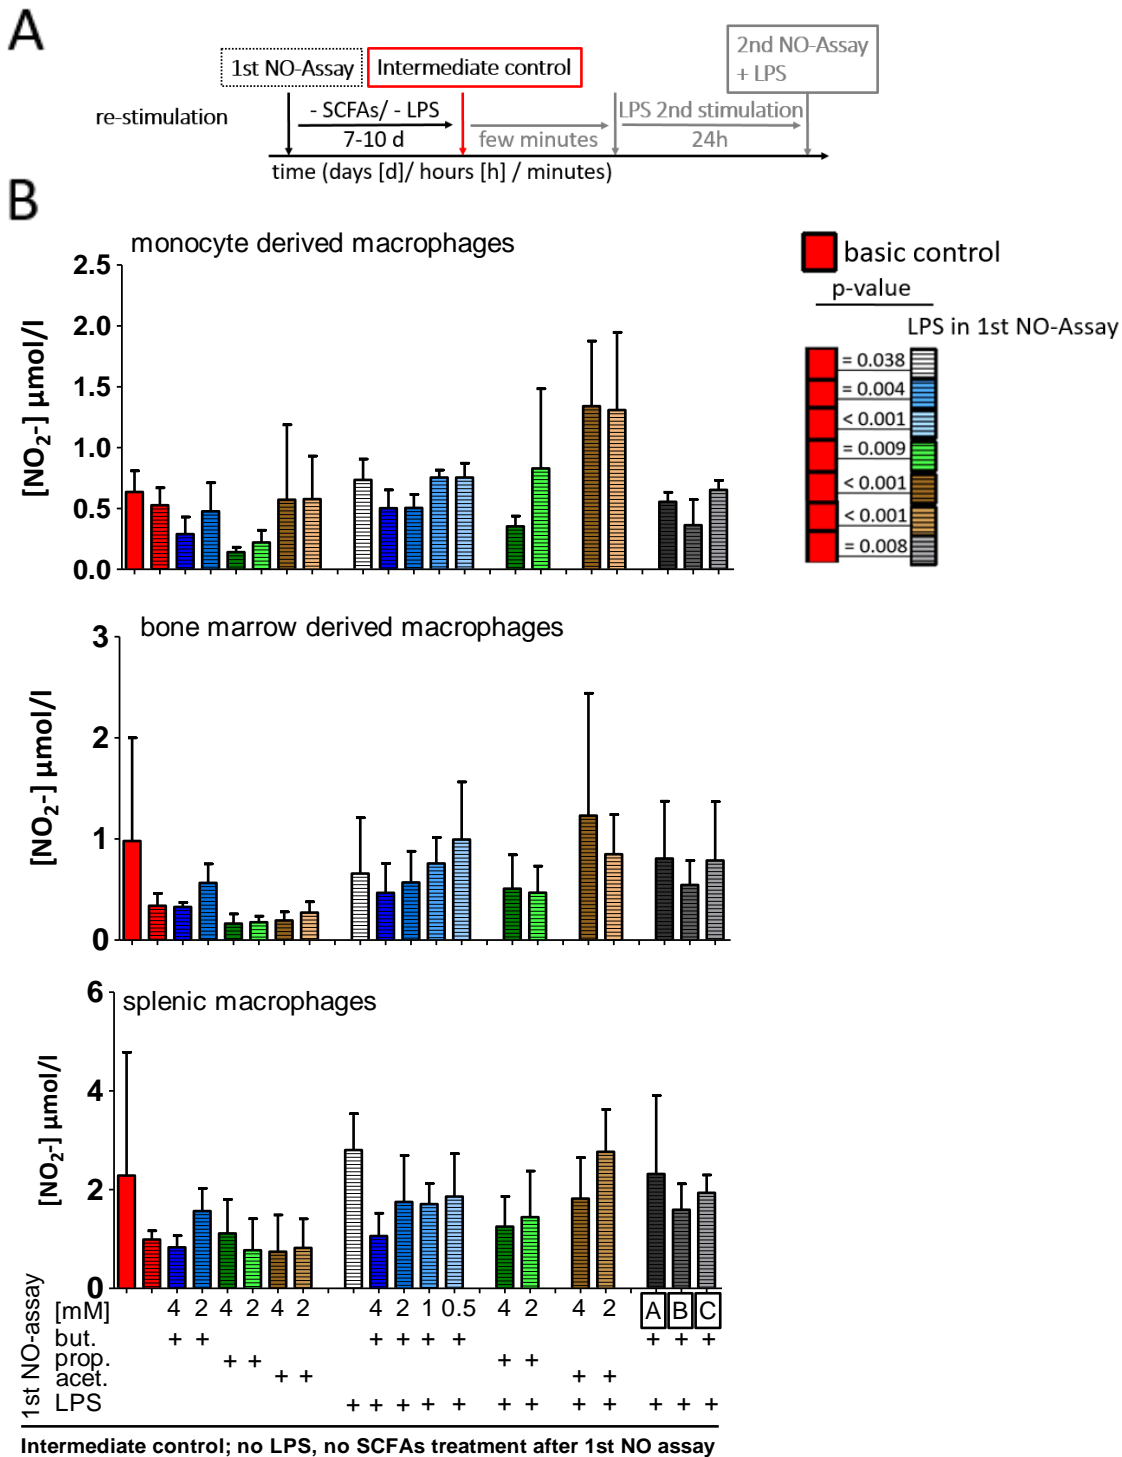 A
1st NO-Assay
Intermediate control
2nd NO-Assay
+ LPS
re-stimulation
- SCFAs/ - LPS
LPS 2nd stimulation
7-10 d
few minutes
24h
time (days [d]/ hours [h] / minutes)
B
monocyte derived macrophages
[NO2-] µmol/l
2.5
2.0
1.5
1.0
0.5
0.0
basic control
p-value
LPS in 1st NO-Assay
= 0.038
= 0.004
< 0.001
= 0.009
< 0.001
< 0.001
= 0.008
bone marrow derived macrophages
[NO2-] µmol/l
3
2
1
0
splenic macrophages
[NO2-] µmol/l
6
4
2
0
1st NO-assay
[mM] 4 2 4 2 4 2 4 2 1 0.5 4 2 4 2 A B C
but. + + + + + + + + +
prop. + + + +
acet. + + + +
LPS + + + + + + + + + + + +
Intermediate control; no LPS, no SCFAs treatment after 1st NO assay